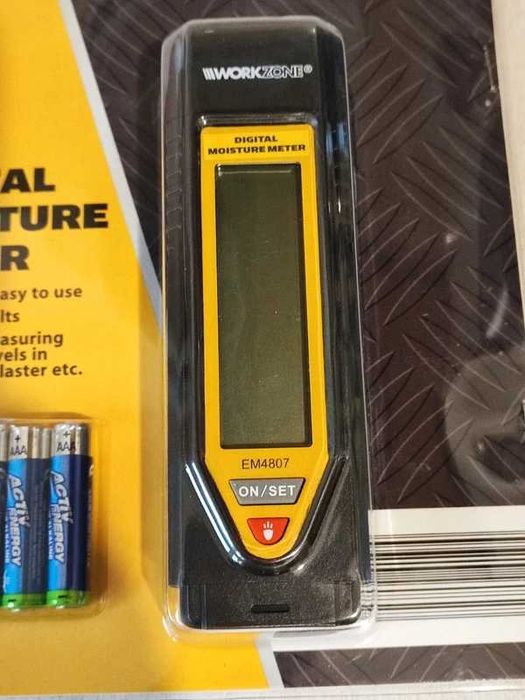 WORKZONE®
DIGITAL
MOISTURE METER
TAL
TURE
R
asy to use
lts
asuring
vels in
laster etc.
EM4807
ON/SET
+ +
AAA AAA
ACTIV ENERGY
ACTIV ENERGY